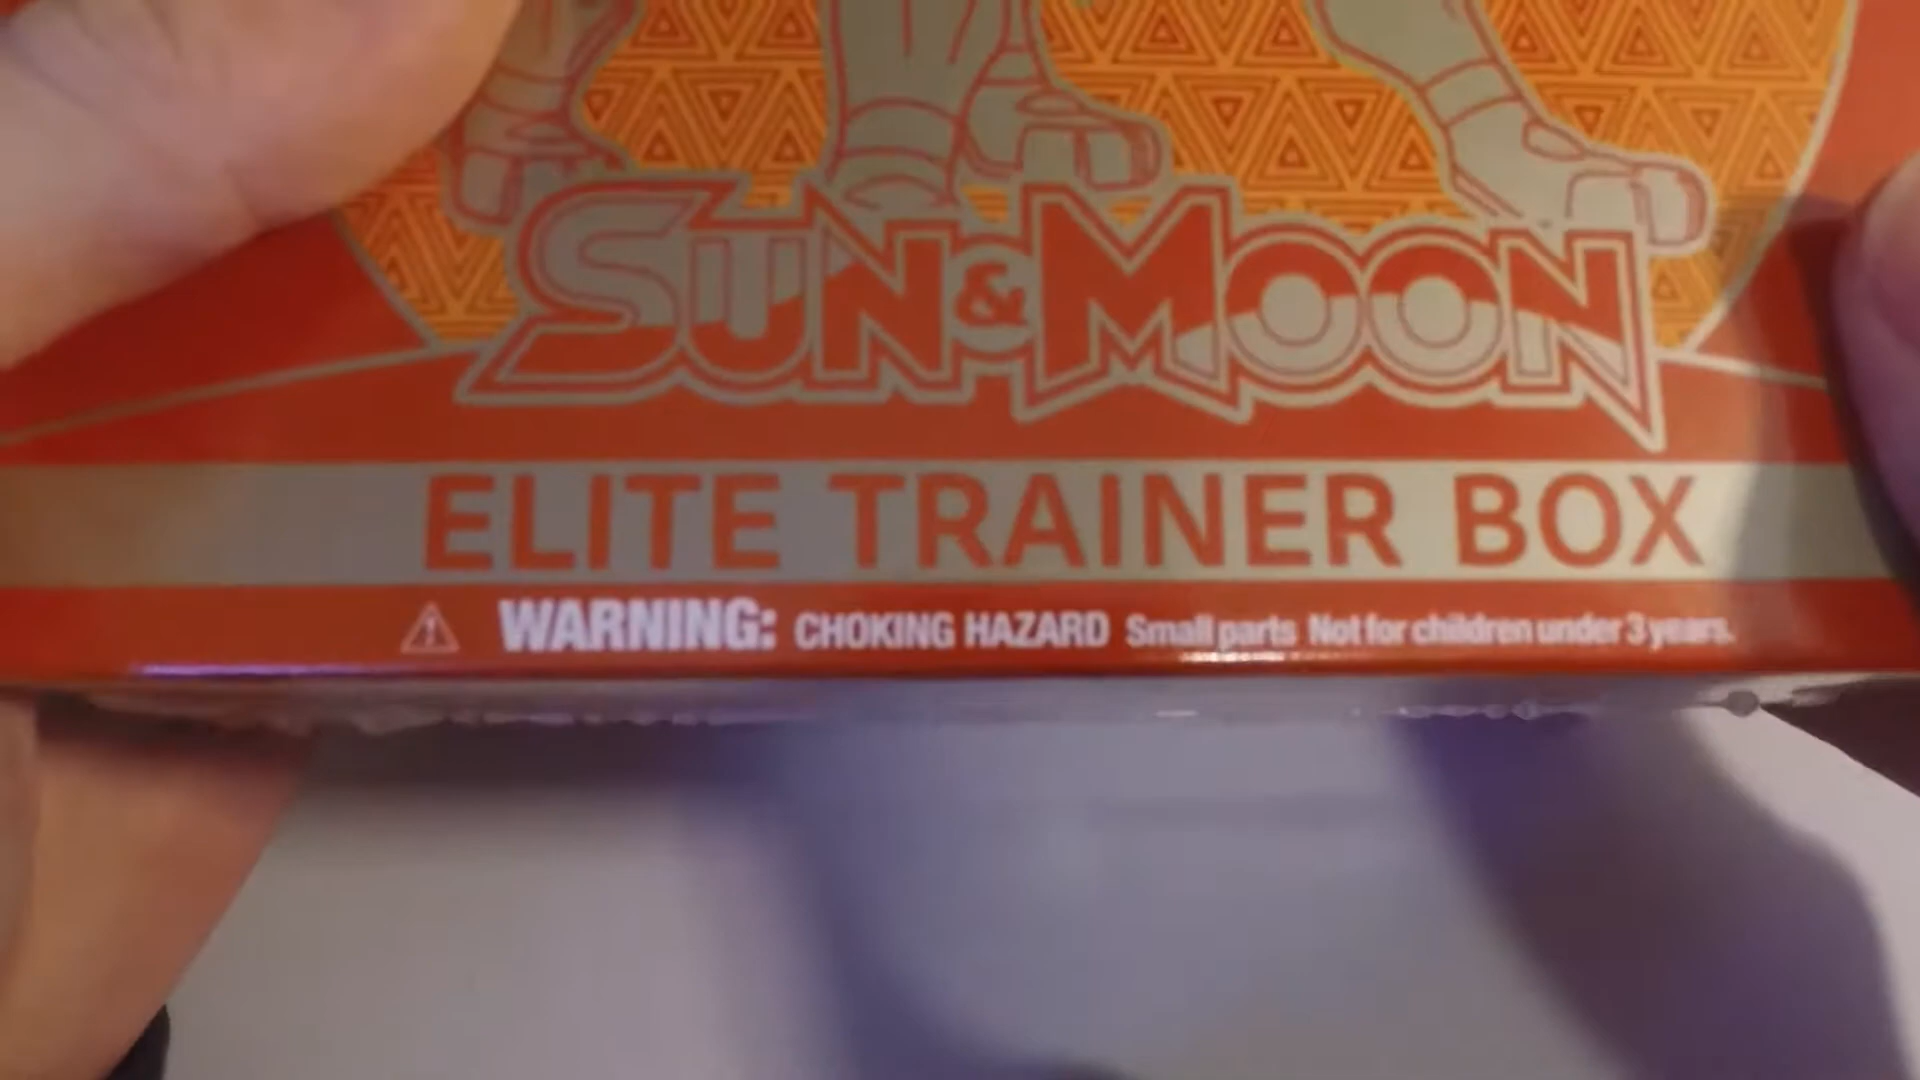 SUN & MOON
ELITE TRAINER BOX
WARNING: CHOKING HAZARD Small parts Not for children under 3 years.